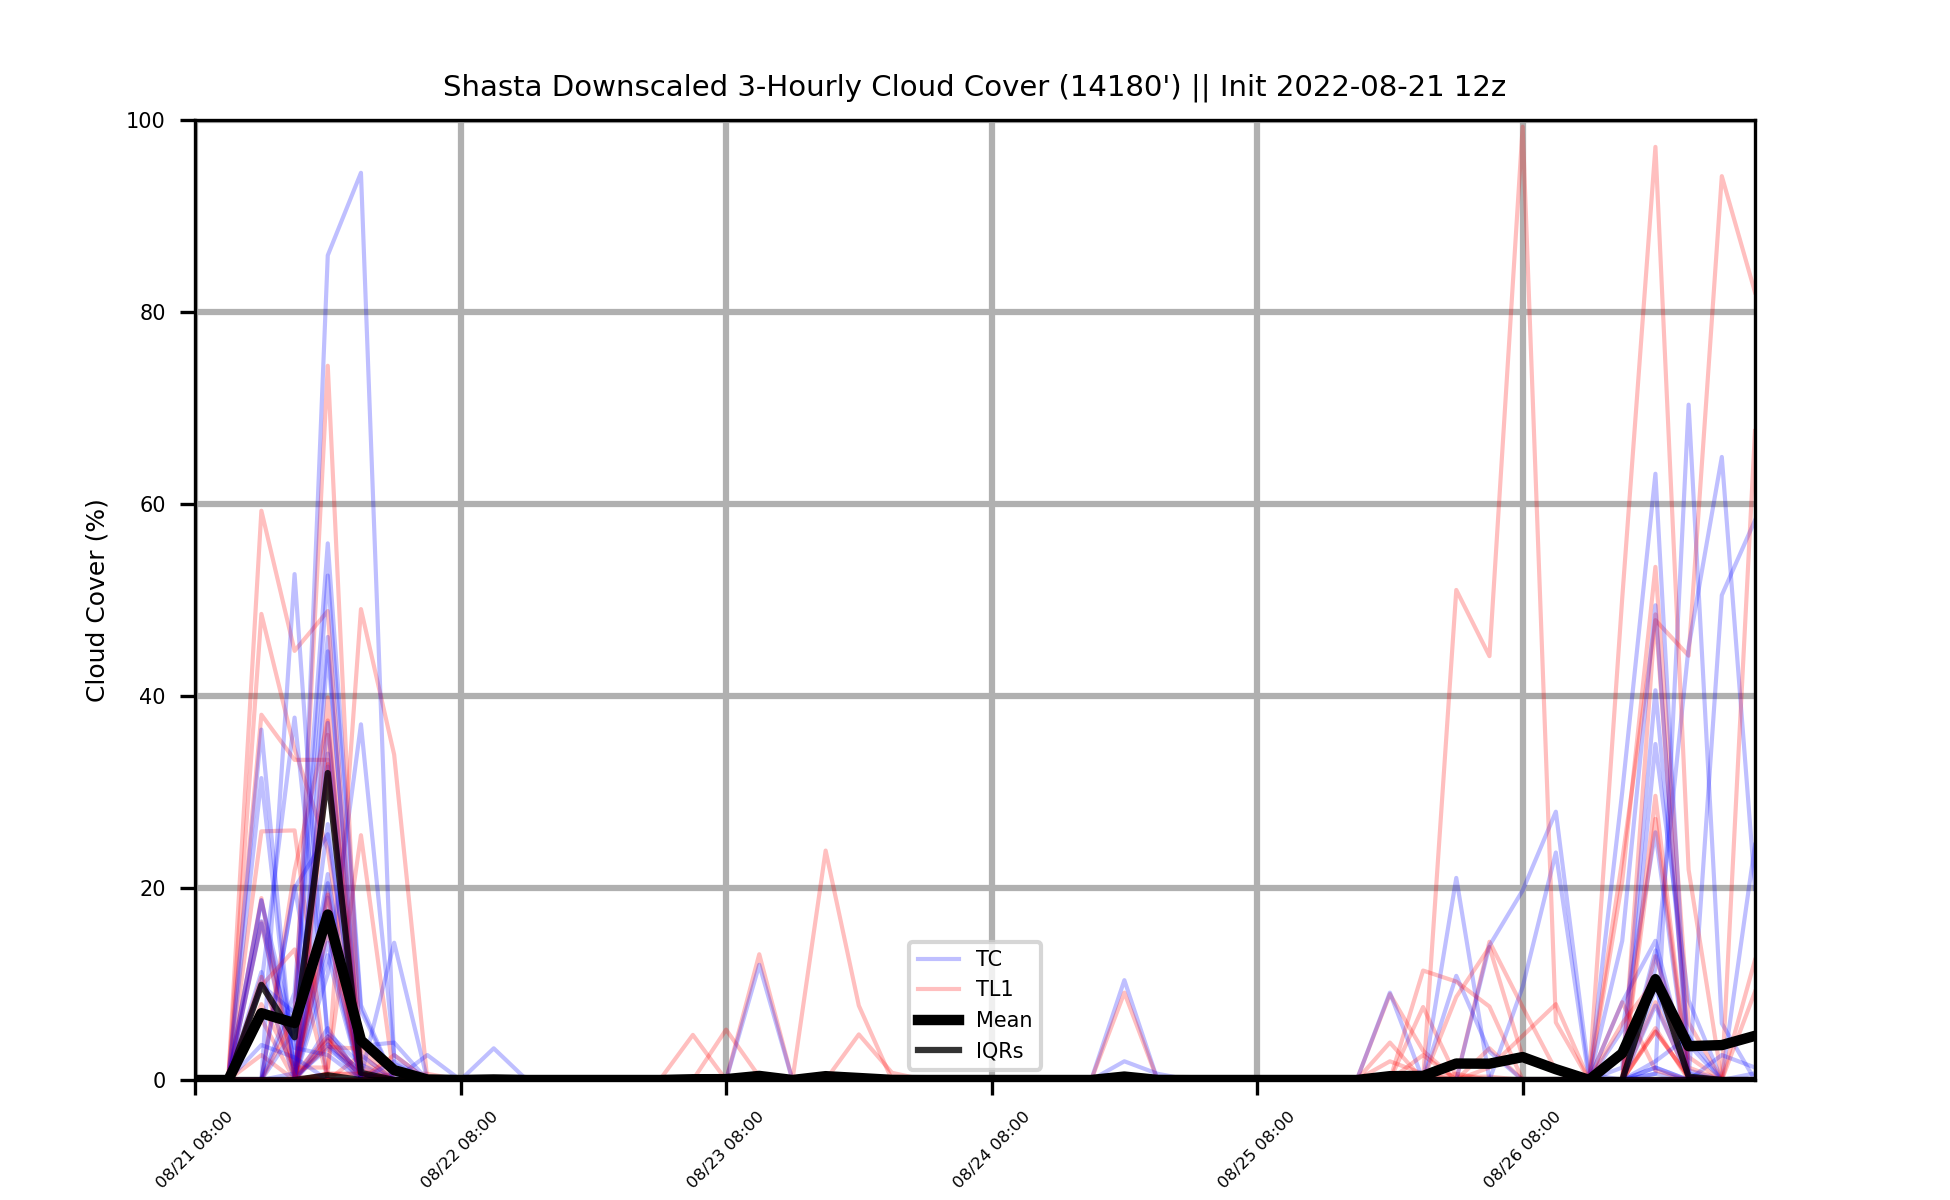 Shasta Downscaled 3-Hourly Cloud Cover (14180') || Init 2022-08-21 12z
100
80
60
40
20
0
Cloud Cover (%)
TC
TL1
Mean
IQRs
08/21 08:00
08/22 08:00
08/23 08:00
08/24 08:00
08/25 08:00
08/26 08:00